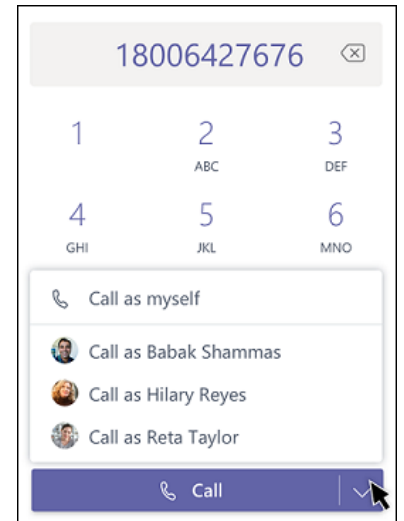 18006427676
1 2 3
ABC DEF
4 5 6
GHI JKL MNO
Call as myself
Call as Babak Shammas
Call as Hilary Reyes
Call as Reta Taylor
Call